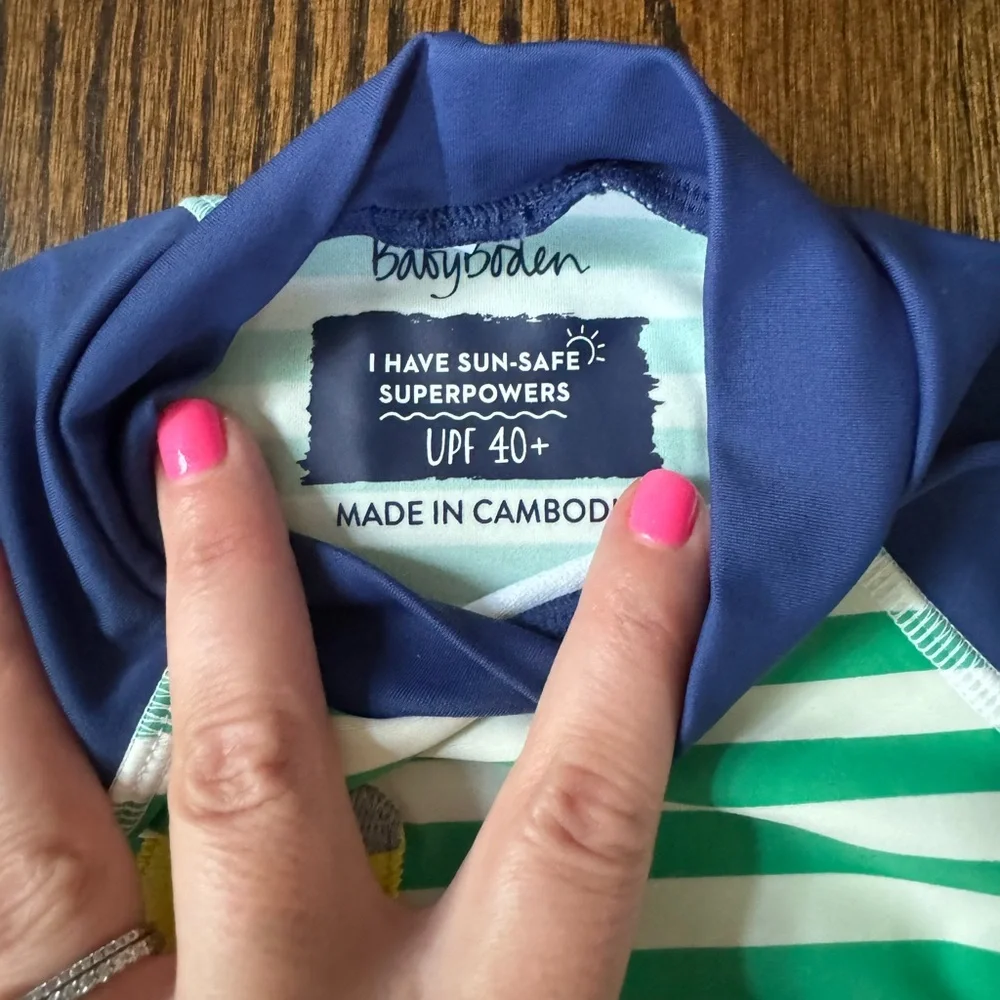 BabyBoden
I HAVE SUN-SAFE
SUPERPOWERS
UPF 40+
MADE IN CAMBODI